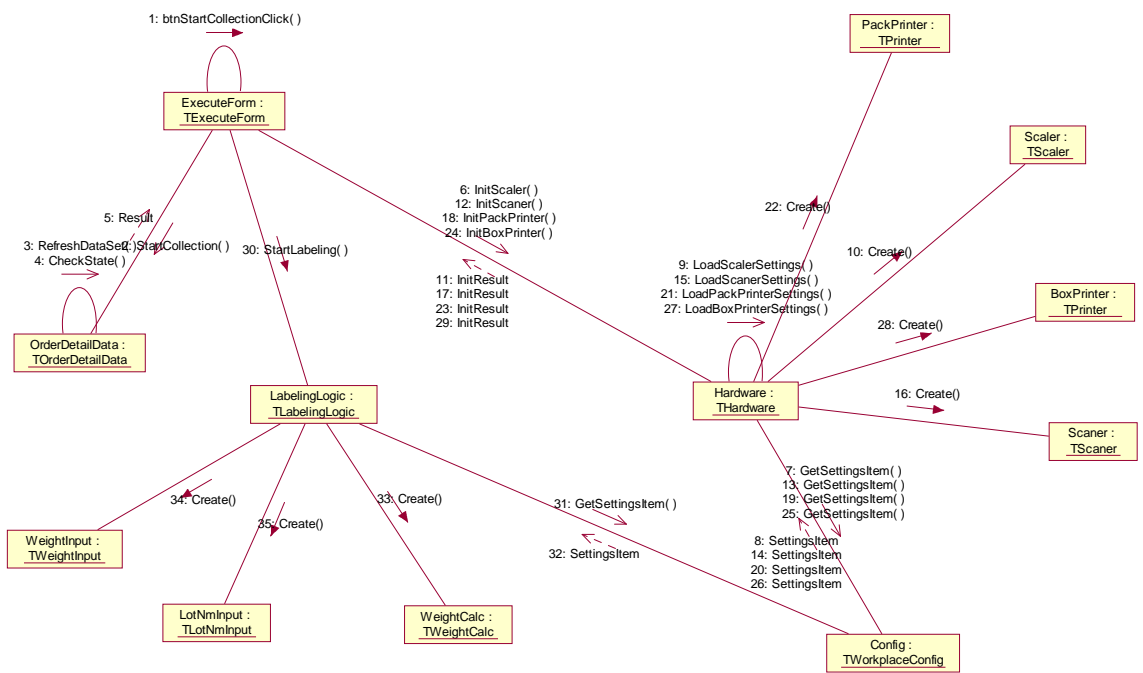 1: btnStartCollectionClick( )
PackPrinter :
TPrinter
ExecuteForm :
TExecuteForm
Scaler :
TScaler
6: InitScaler( )
12: InitScaner( )
18: InitPackPrinter( )
24: InitBoxPrinter( )
22: Create()
5: Result
3: RefreshDataSet( )
2: StartCollection( )
4: CheckState( )
30: StartLabeling( )
10: Create()
11: InitResult
17: InitResult
23: InitResult
29: InitResult
9: LoadScalerSettings( )
15: LoadScanerSettings( )
21: LoadPackPrinterSettings( )
27: LoadBoxPrinterSettings( )
BoxPrinter :
TPrinter
28: Create()
OrderDetailData :
TOrderDetailData
LabelingLogic :
TLabelingLogic
Hardware :
THardware
16: Create()
Scaner :
TScaner
7: GetSettingsItem( )
13: GetSettingsItem( )
19: GetSettingsItem( )
25: GetSettingsItem( )
34: Create()
33: Create()
31: GetSettingsItem( )
35: Create()
8: SettingsItem
14: SettingsItem
20: SettingsItem
26: SettingsItem
32: SettingsItem
WeightInput :
TWeightInput
LotNmInput :
TLotNmInput
WeightCalc :
TWeightCalc
Config :
TWorkplaceConfig